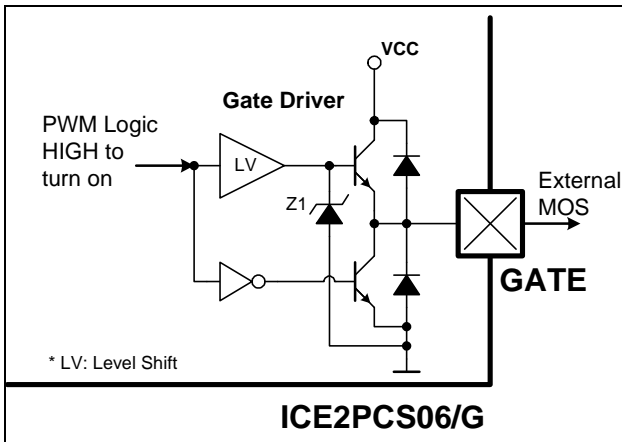 VCC
Gate Driver
PWM Logic
HIGH to
turn on
LV
Z1
External
MOS
GATE
* LV: Level Shift
ICE2PCS06/G